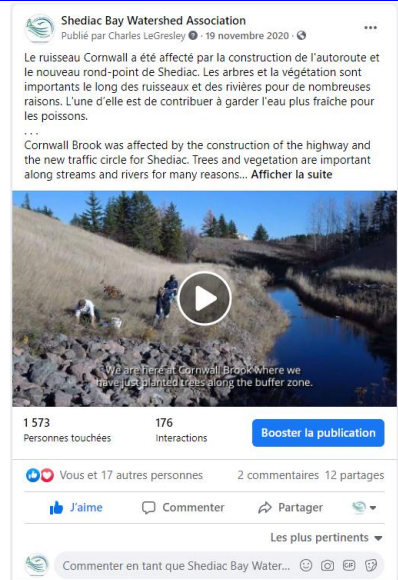 Shediac Bay Watershed Association
Publié par Charles LeGresley · 19 novembre 2020 ·
Le ruisseau Cornwall a été affecté par la construction de l'autoroute et
le nouveau rond-point de Shediac. Les arbres et la végétation sont
importants le long des ruisseaux et des rivières pour de nombreuses
raisons. L'une d'elle est de contribuer à garder l'eau plus fraîche pour
les poissons.
. . .
Cornwall Brook was affected by the construction of the highway and
the new traffic circle for Shediac. Trees and vegetation are important
along streams and rivers for many reasons... Afficher la suite
We are here at Cornwall Brook where we
have just planted trees along the buffer zone.
1 573 176
Personnes touchées Interactions
Booster la publication
Vous et 17 autres personnes 2 commentaires 12 partages
J'aime Commenter Partager
Les plus pertinents
Commenter en tant que Shediac Bay Water... GIF